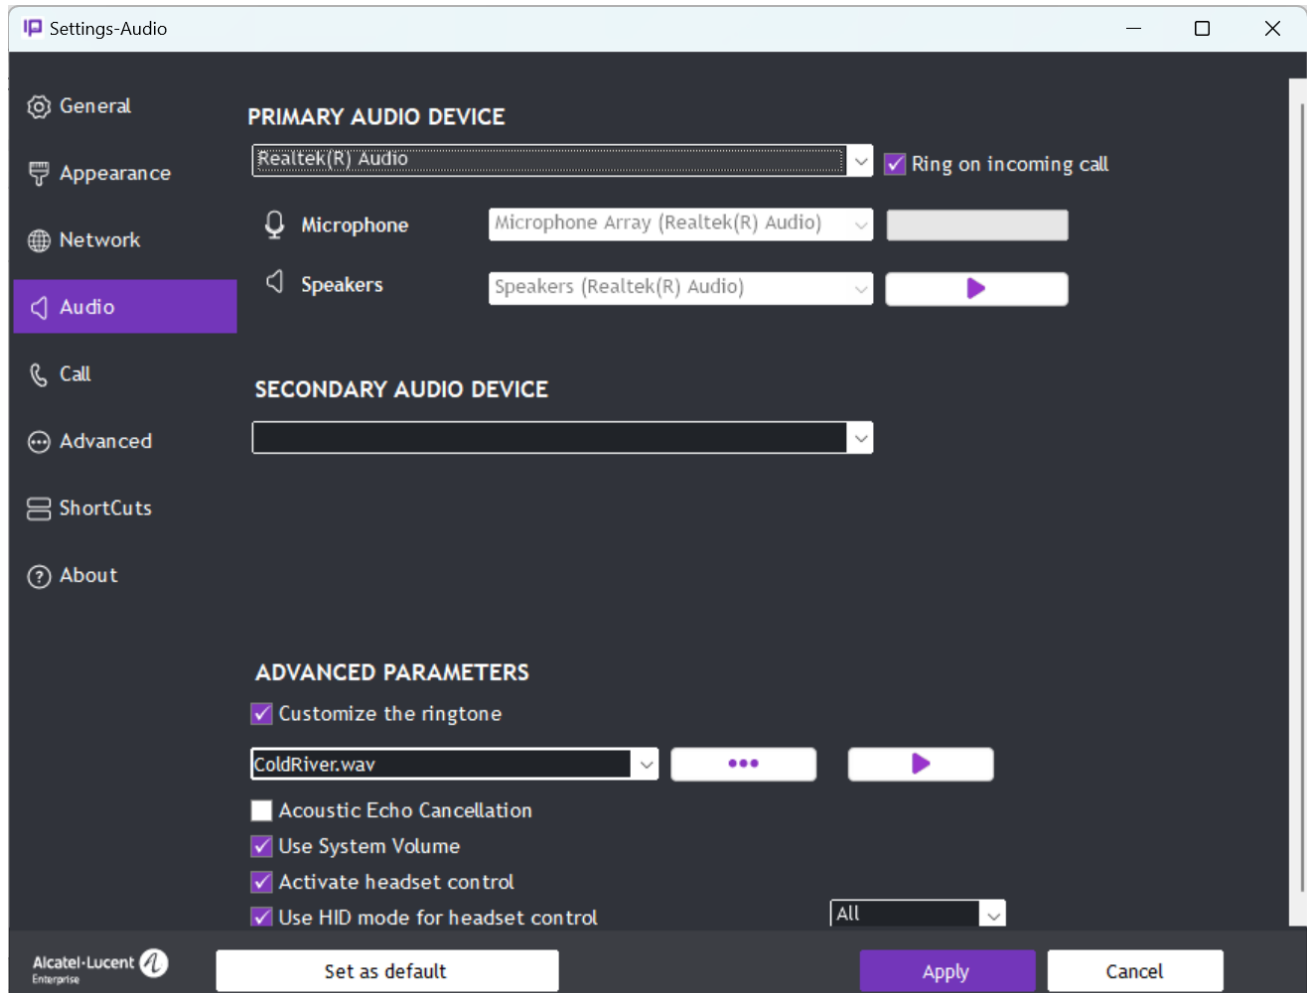 Settings-Audio
General
Appearance
Network
Audio
Call
Advanced
ShortCuts
About
PRIMARY AUDIO DEVICE
Realtek(R) Audio
Ring on incoming call
Microphone
Microphone Array (Realtek(R) Audio)
Speakers
Speakers (Realtek(R) Audio)
SECONDARY AUDIO DEVICE
ADVANCED PARAMETERS
Customize the ringtone
ColdRiver.wav
Acoustic Echo Cancellation
Use System Volume
Activate headset control
Use HID mode for headset control
All
Alcatel-Lucent
Enterprise
Set as default
Apply
Cancel